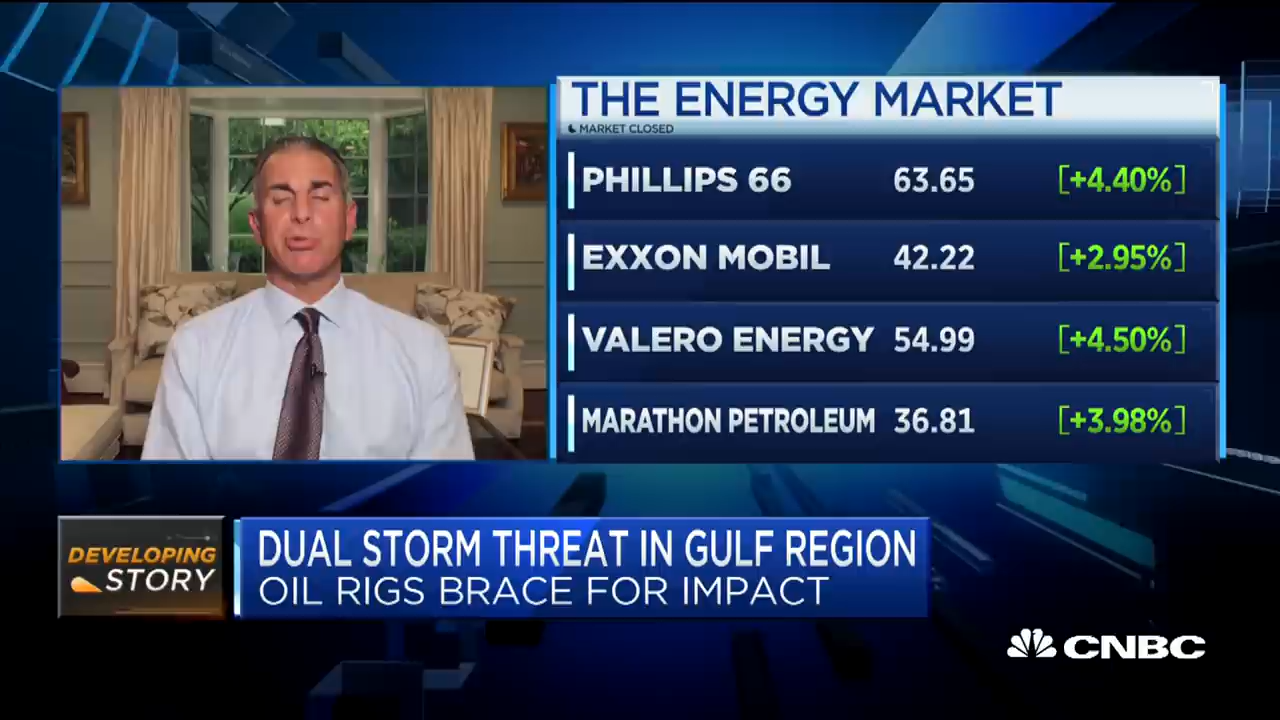 THE ENERGY MARKET
MARKET CLOSED
PHILLIPS 66 63.65 [+4.40%]
EXXON MOBIL 42.22 [+2.95%]
VALERO ENERGY 54.99 [+4.50%]
MARATHON PETROLEUM 36.81 [+3.98%]
DEVELOPING
STORY
DUAL STORM THREAT IN GULF REGION
OIL RIGS BRACE FOR IMPACT
CNBC